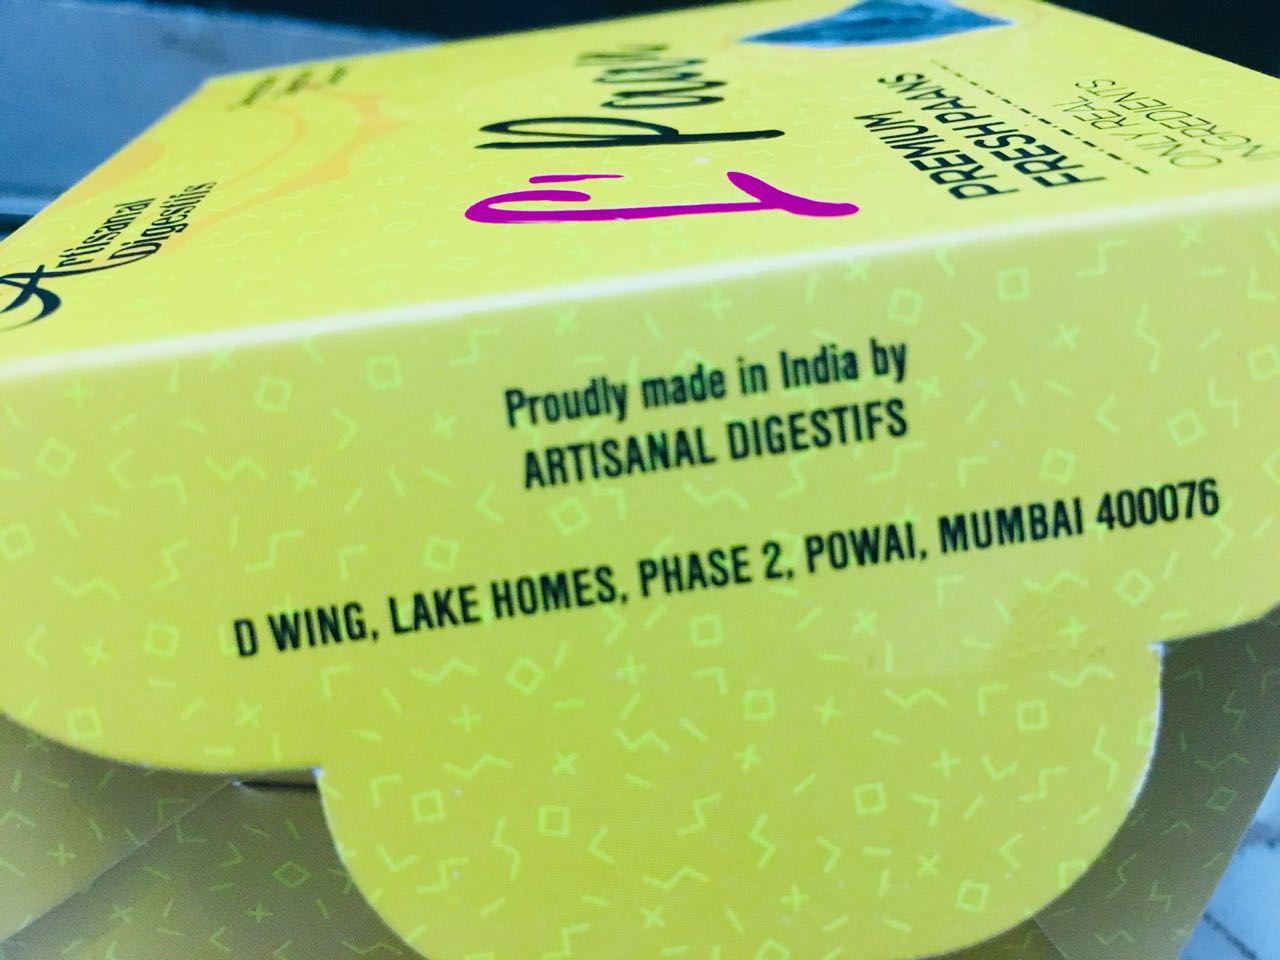 Artisanal
Digestifs
Paan
PREMIUM
FRESH PAANS
ONLY REAL
INGREDIENTS
Proudly made in India by
ARTISANAL DIGESTIFS
D WING, LAKE HOMES, PHASE 2, POWAI, MUMBAI 400076